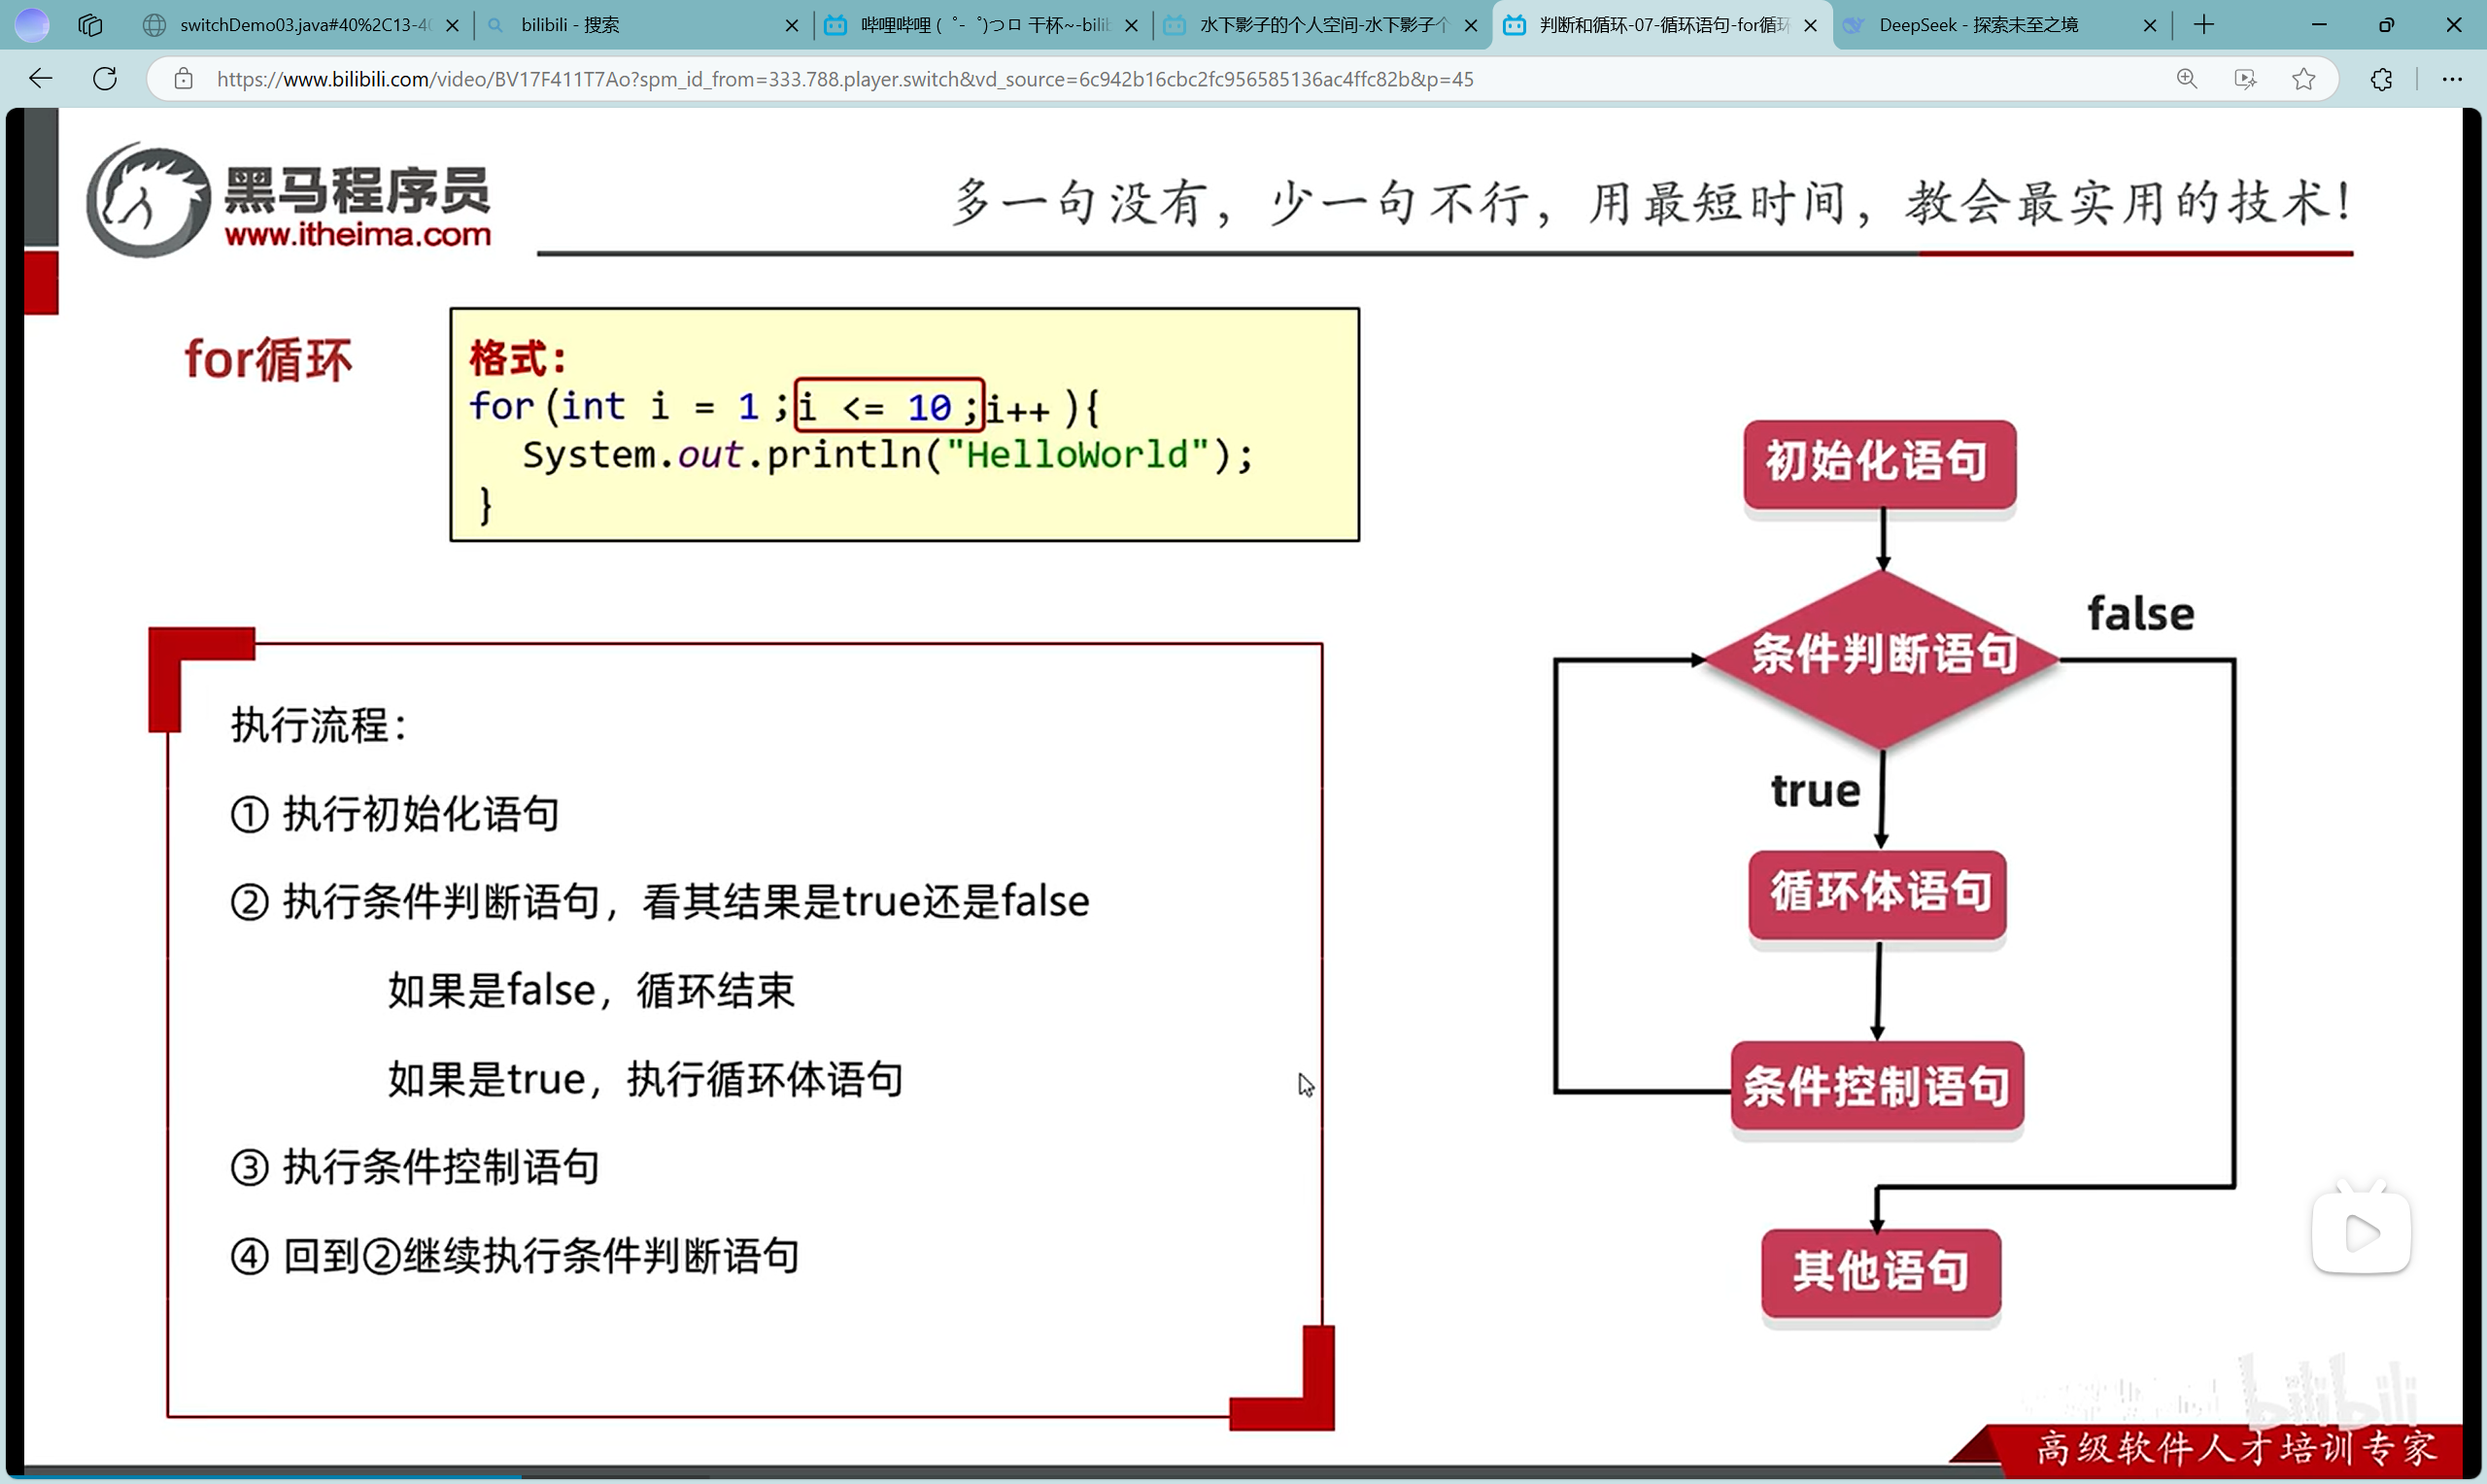 switchDemo03.java#40%2C13-40
bilibili - 搜索
哔哩哔哩 (゜-゜)つロ 干杯~-bilib
水下影子的个人空间-水下影子个
判断和循环-07-循环语句-for循环
DeepSeek - 探索未至之境
https://www.bilibili.com/video/BV17F411T7Ao?spm_id_from=333.788.player.switch&vd_source=6c942b16cbc2fc956585136ac4ffc82b&p=45
黑马程序员
www.itheima.com
多一句没有，少一句不行，用最短时间，教会最实用的技术！
for循环
格式：
for(int i = 1;i <= 10;i++){
System.out.println("HelloWorld");
}
执行流程：
① 执行初始化语句
② 执行条件判断语句，看其结果是true还是false
如果是false，循环结束
如果是true，执行循环体语句
③ 执行条件控制语句
④ 回到②继续执行条件判断语句
初始化语句
条件判断语句
false
true
循环体语句
条件控制语句
其他语句
bilibili
高级软件人才培训专家